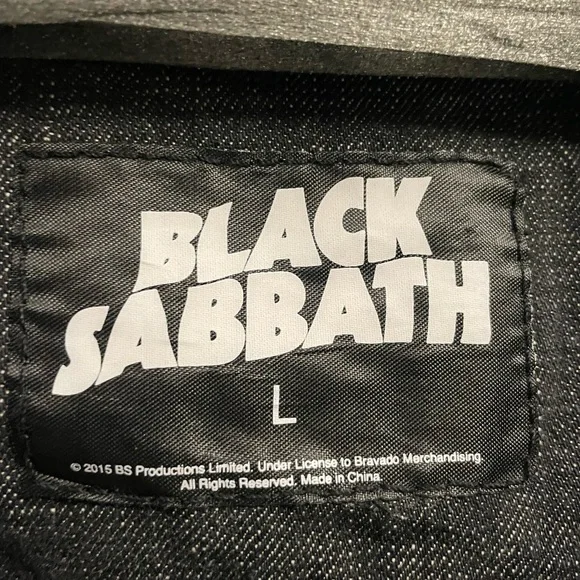 BLACK
SABBATH
L
© 2015 BS Productions Limited. Under License to Bravado Merchandising.
All Rights Reserved. Made in China.